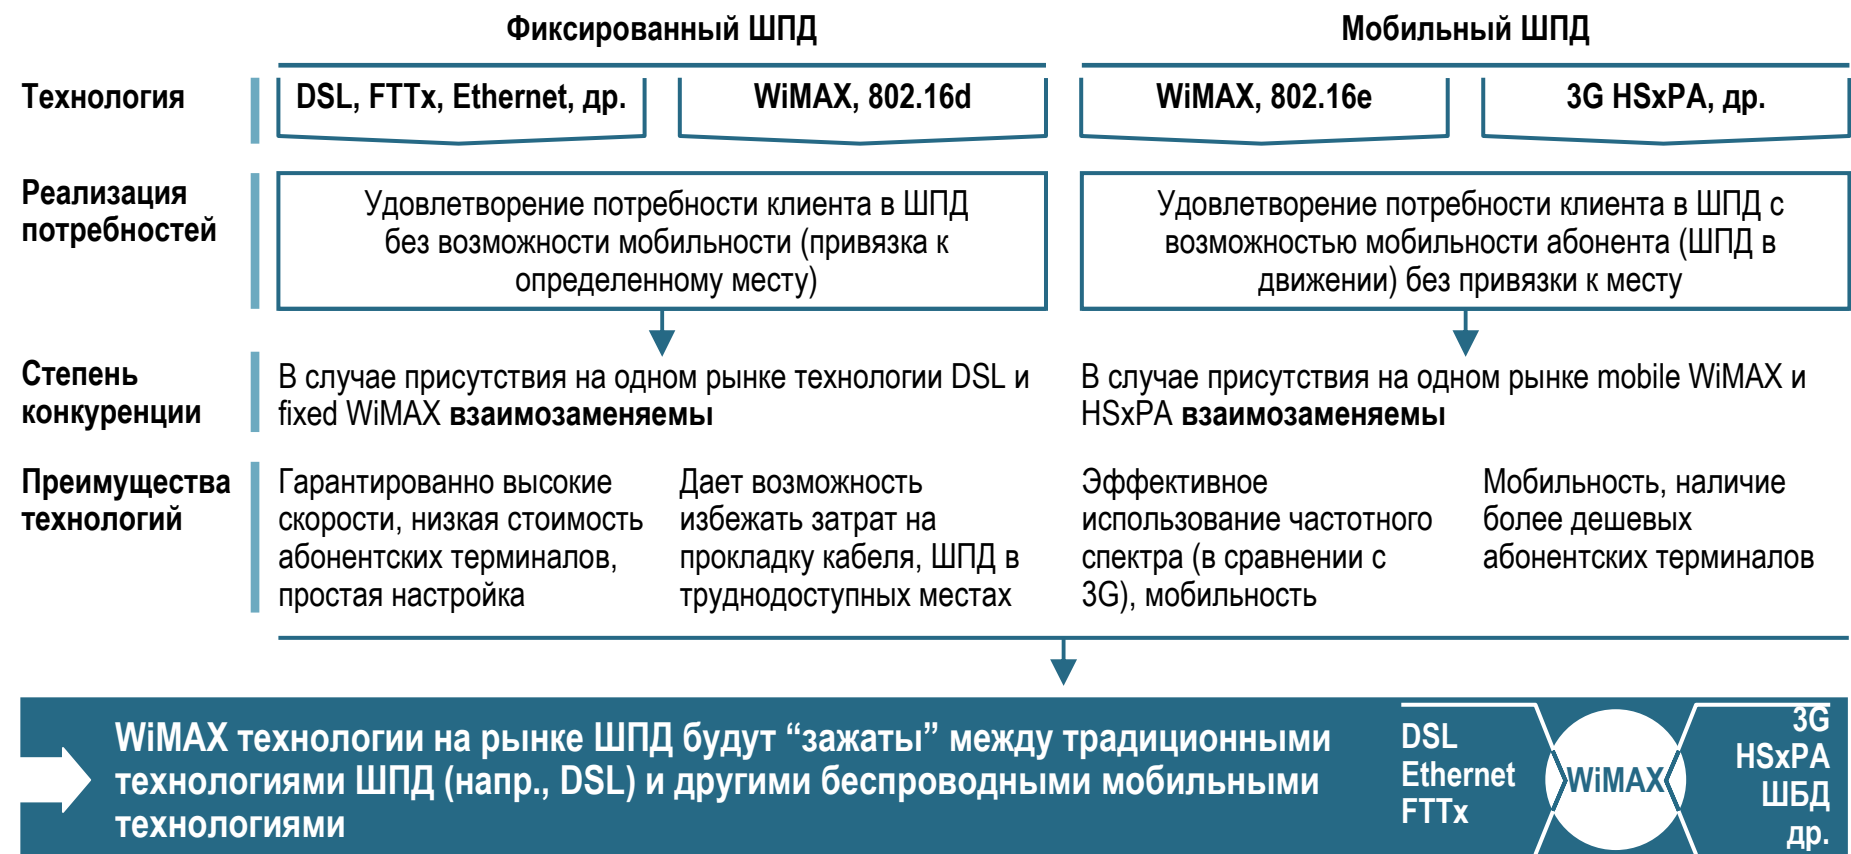 Фиксированный ШПД
Мобильный ШПД
Технология
DSL, FTTx, Ethernet, др.
WiMAX, 802.16d
WiMAX, 802.16e
3G HSxPA, др.
Реализация
потребностей
Удовлетворение потребности клиента в ШПД
без возможности мобильности (привязка к
определенному месту)
Удовлетворение потребности клиента в ШПД с
возможностью мобильности абонента (ШПД в
движении) без привязки к месту
Степень
конкуренции
В случае присутствия на одном рынке технологии DSL и
fixed WiMAX взаимозаменяемы
В случае присутствия на одном рынке mobile WiMAX и
HSxPA взаимозаменяемы
Преимущества
технологий
Гарантированно высокие
скорости, низкая стоимость
абонентских терминалов,
простая настройка
Дает возможность
избежать затрат на
прокладку кабеля, ШПД в
труднодоступных местах
Эффективное
использование частотного
спектра (в сравнении с
3G), мобильность
Мобильность, наличие
более дешевых
абонентских терминалов
WiMAX технологии на рынке ШПД будут “зажаты” между традиционными
технологиями ШПД (напр., DSL) и другими беспроводными мобильными
технологиями
DSL
Ethernet
FTTx
WiMAX
3G
HSxPA
ШБД
др.